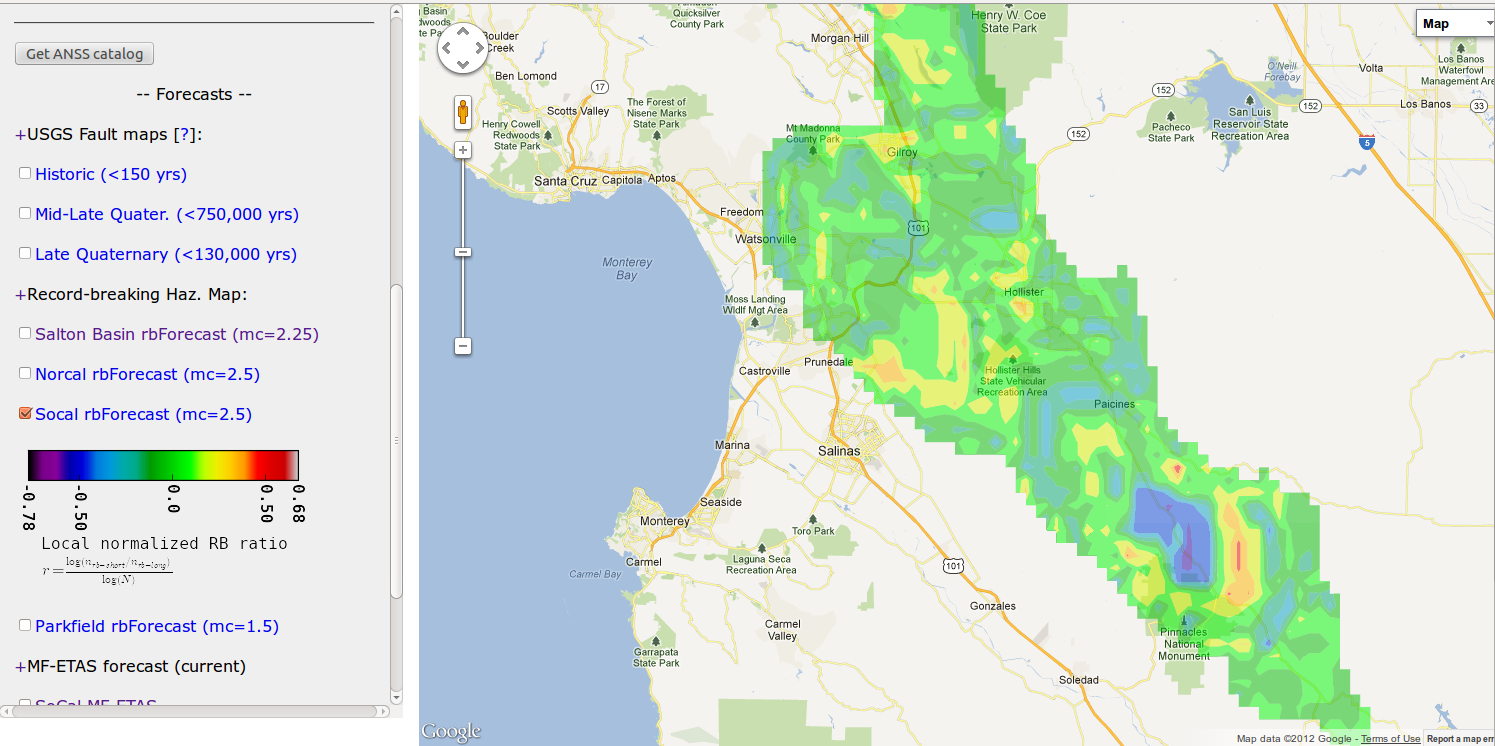 Get ANSS catalog
-- Forecasts --
+USGS Fault maps [?]:
Historic (<150 yrs)
Mid-Late Quater. (<750,000 yrs)
Late Quaternary (<130,000 yrs)
+Record-breaking Haz. Map:
Salton Basin rbForecast (mc=2.25)
Norcal rbForecast (mc=2.5)
Socal rbForecast (mc=2.5)
-0.78 -0.50 0.0 0.50 0.68
Local normalized RB ratio
r = log(n_rb-short/n_rb-long)
log(N)
Parkfield rbForecast (mc=1.5)
+MF-ETAS forecast (current)
SoCal MF-ETAS
Basin
Quicksilver
County Park
Henry W. Coe
State Park
Map
Boulder
Creek
Morgan Hill
Ben Lomond
17
Scotts Valley
The Forest of
Nisene Marks
State Park
Henry Cowell
Redwoods
State Park
Mt Madonna
County Park
Gilroy
Santa Cruz
Capitola
Aptos
Freedom
Watsonville
101
Monterey
Bay
Moss Landing
Wldlf Mgt Area
Hollister
Prunedale
Castroville
Hollister Hills
State Vehicular
Recreation Area
Paicines
Marina
Salinas
Seaside
Monterey
Toro Park
Carmel
Laguna Seca
Recreation Area
Carmel Bay
101
Gonzales
Carmel
Valley
Pinnacles
National
Monument
Garrapata
State Park
Soledad
O'Neill
Forebay
Volta
Los Banos
Waterfowl
Management Area
152
152
Los Banos
33
San Luis
Reservoir State
Recreation Area
Pacheco
State Park
152
5
Google
Map data ©2012 Google - Terms of Use Report a map err